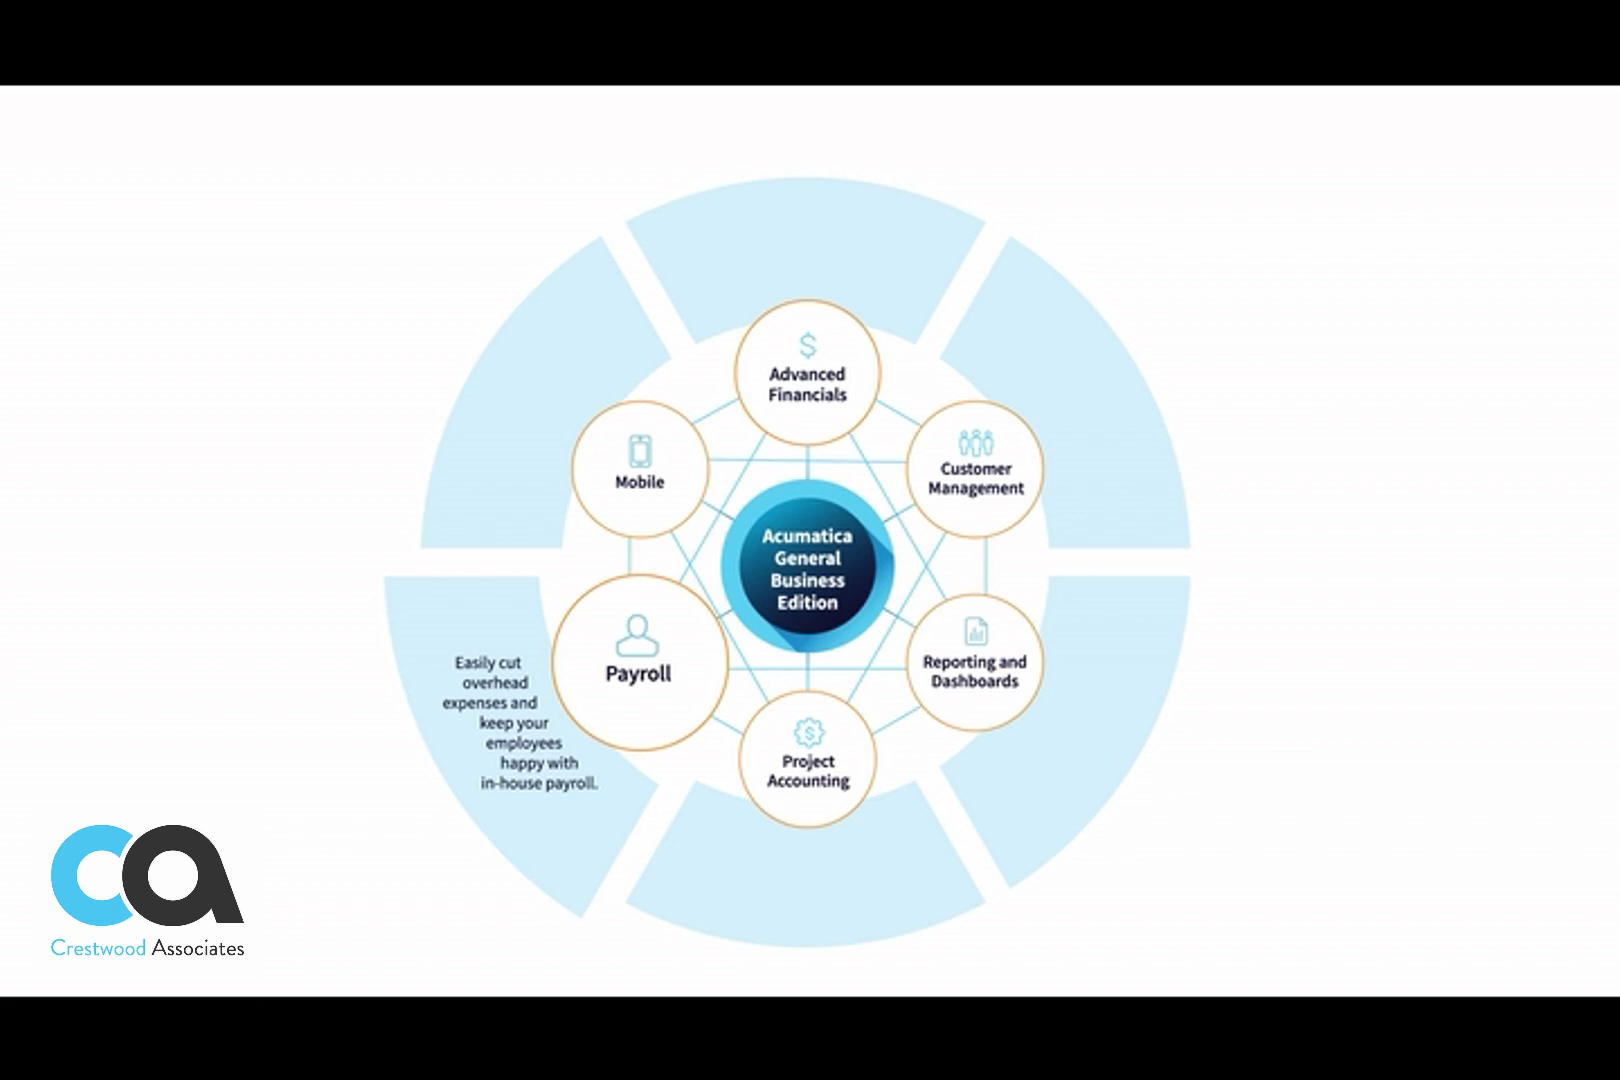 Advanced
Financials
Mobile
Customer
Management
Acumatica
General
Business
Edition
Payroll
Easily cut
overhead
expenses and
keep your
employees
happy with
in-house payroll.
Reporting and
Dashboards
Project
Accounting
ca
Crestwood Associates